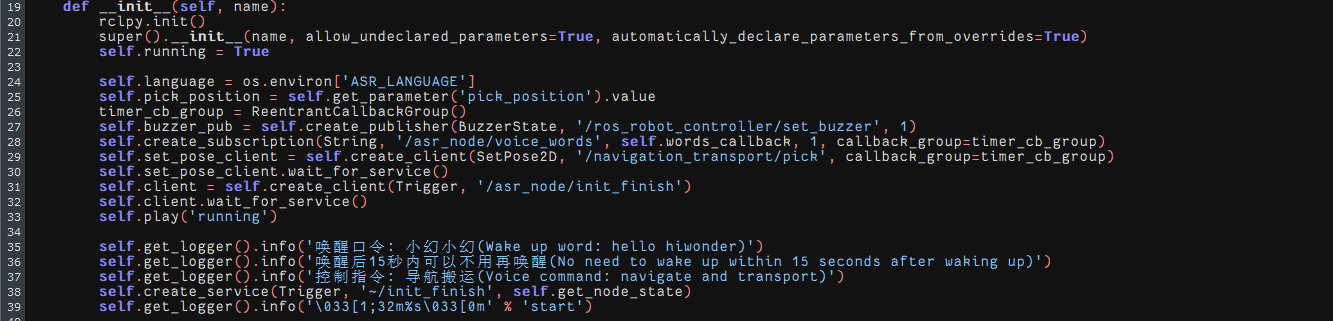 19 def __init__(self, name):
20 rclpy.init()
21 super().__init__(name, allow_undeclared_parameters=True, automatically_declare_parameters_from_overrides=True)
22 self.running = True
23
24 self.language = os.environ['ASR_LANGUAGE']
25 self.pick_position = self.get_parameter('pick_position').value
26 timer_cb_group = ReentrantCallbackGroup()
27 self.buzzer_pub = self.create_publisher(BuzzerState, '/ros_robot_controller/set_buzzer', 1)
28 self.create_subscription(String, '/asr_node/voice_words', self.words_callback, 1, callback_group=timer_cb_group)
29 self.set_pose_client = self.create_client(SetPose2D, '/navigation_transport/pick', callback_group=timer_cb_group)
30 self.set_pose_client.wait_for_service()
31 self.client = self.create_client(Trigger, '/asr_node/init_finish')
32 self.client.wait_for_service()
33 self.play('running')
34
35 self.get_logger().info('唤醒口令: 小幻小幻(Wake up word: hello hiwonder)')
36 self.get_logger().info('唤醒后15秒内可以不用再唤醒(No need to wake up within 15 seconds after waking up)')
37 self.get_logger().info('控制指令: 导航搬运(Voice command: navigate and transport)')
38 self.create_service(Trigger, '~/init_finish', self.get_node_state)
39 self.get_logger().info('\033[1;32m%s\033[0m' % 'start')